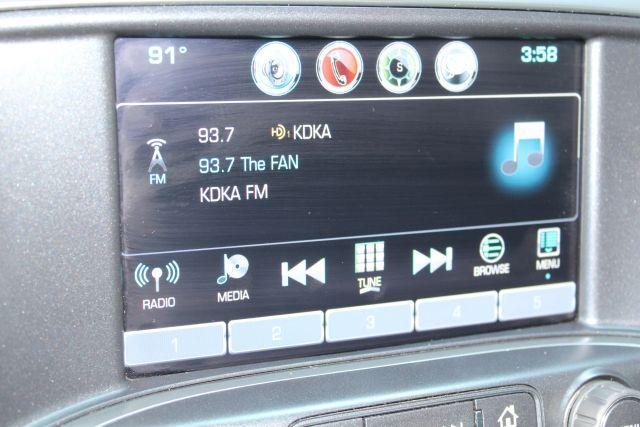 91° 3:58
S
93.7 HD1 KDKA
93.7 The FAN
FM
KDKA FM
RADIO MEDIA TUNE BROWSE MENU
1 2 3 4 5